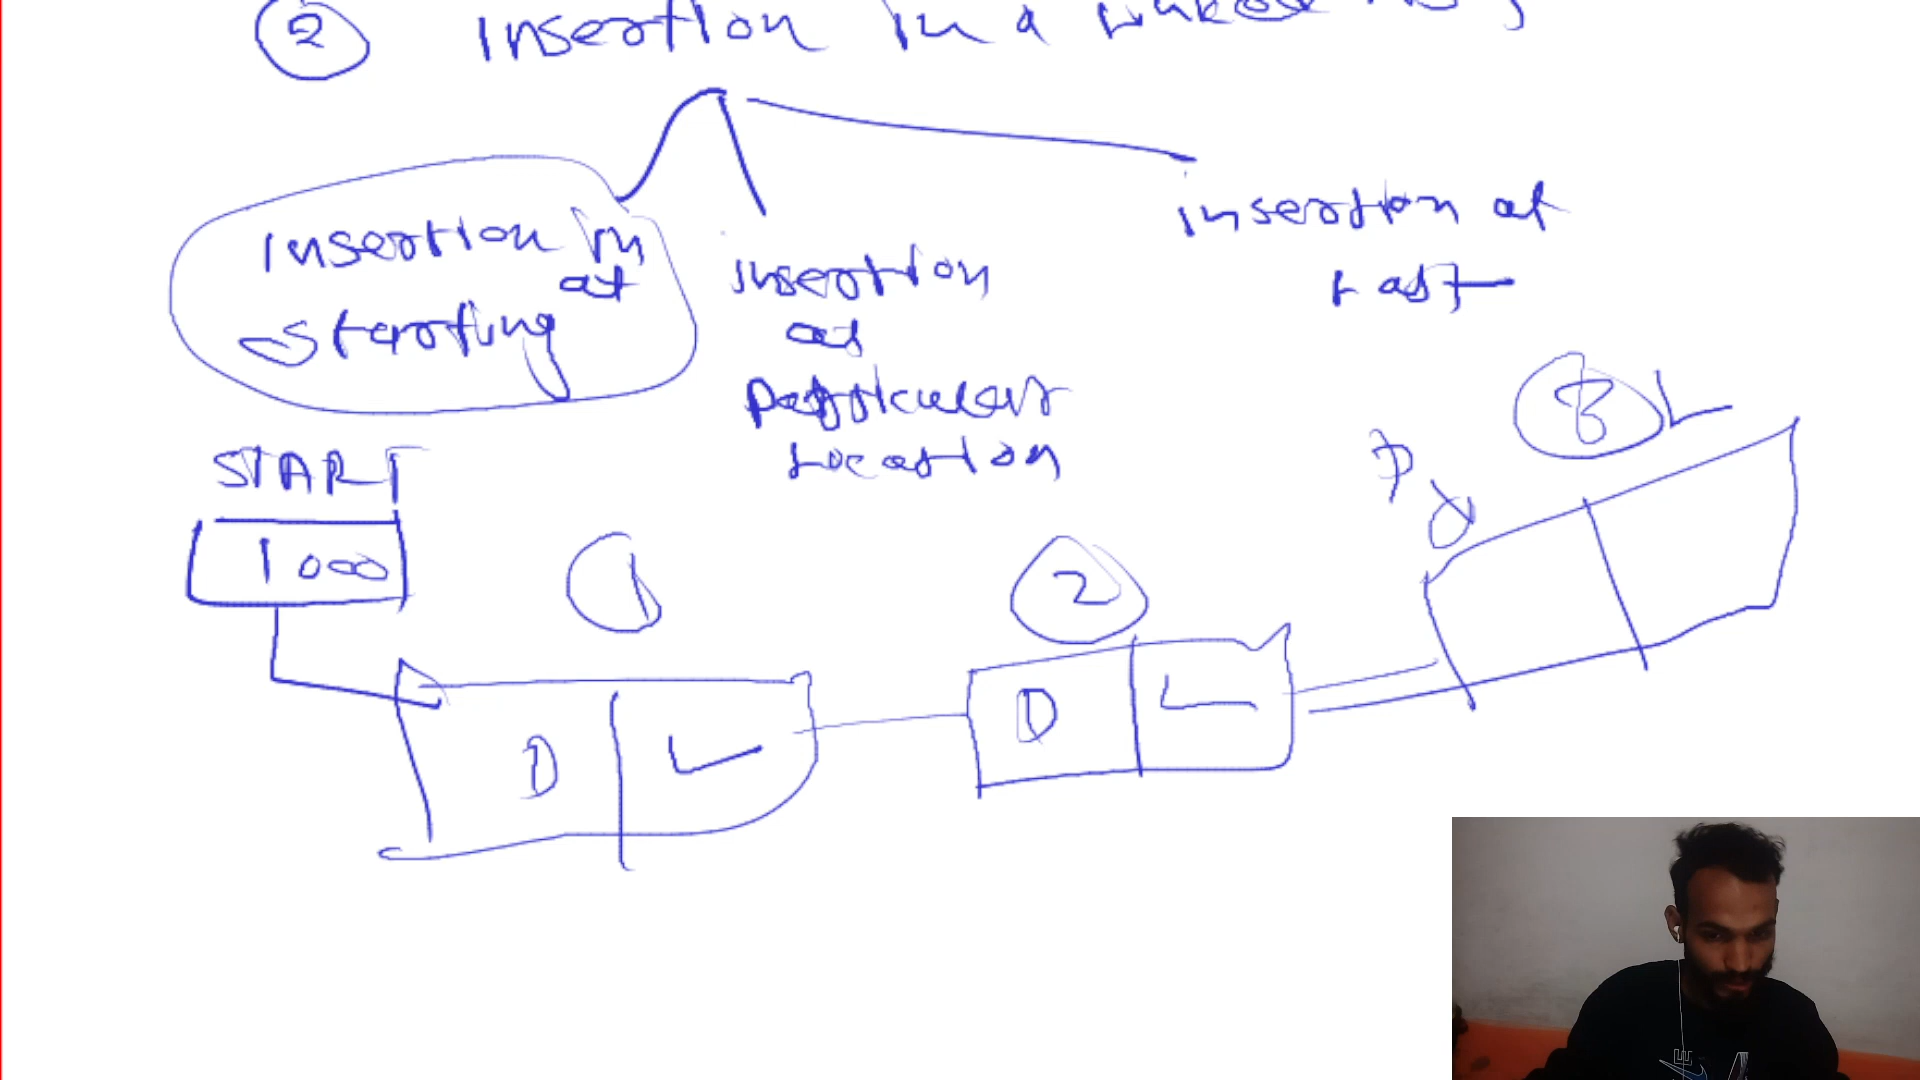 2 Insertion in a Linked
Insertion in
at
starting
insertion
at
Particular
Location
insertion at
Last
START
1000
1
2
3 L
D L
D L